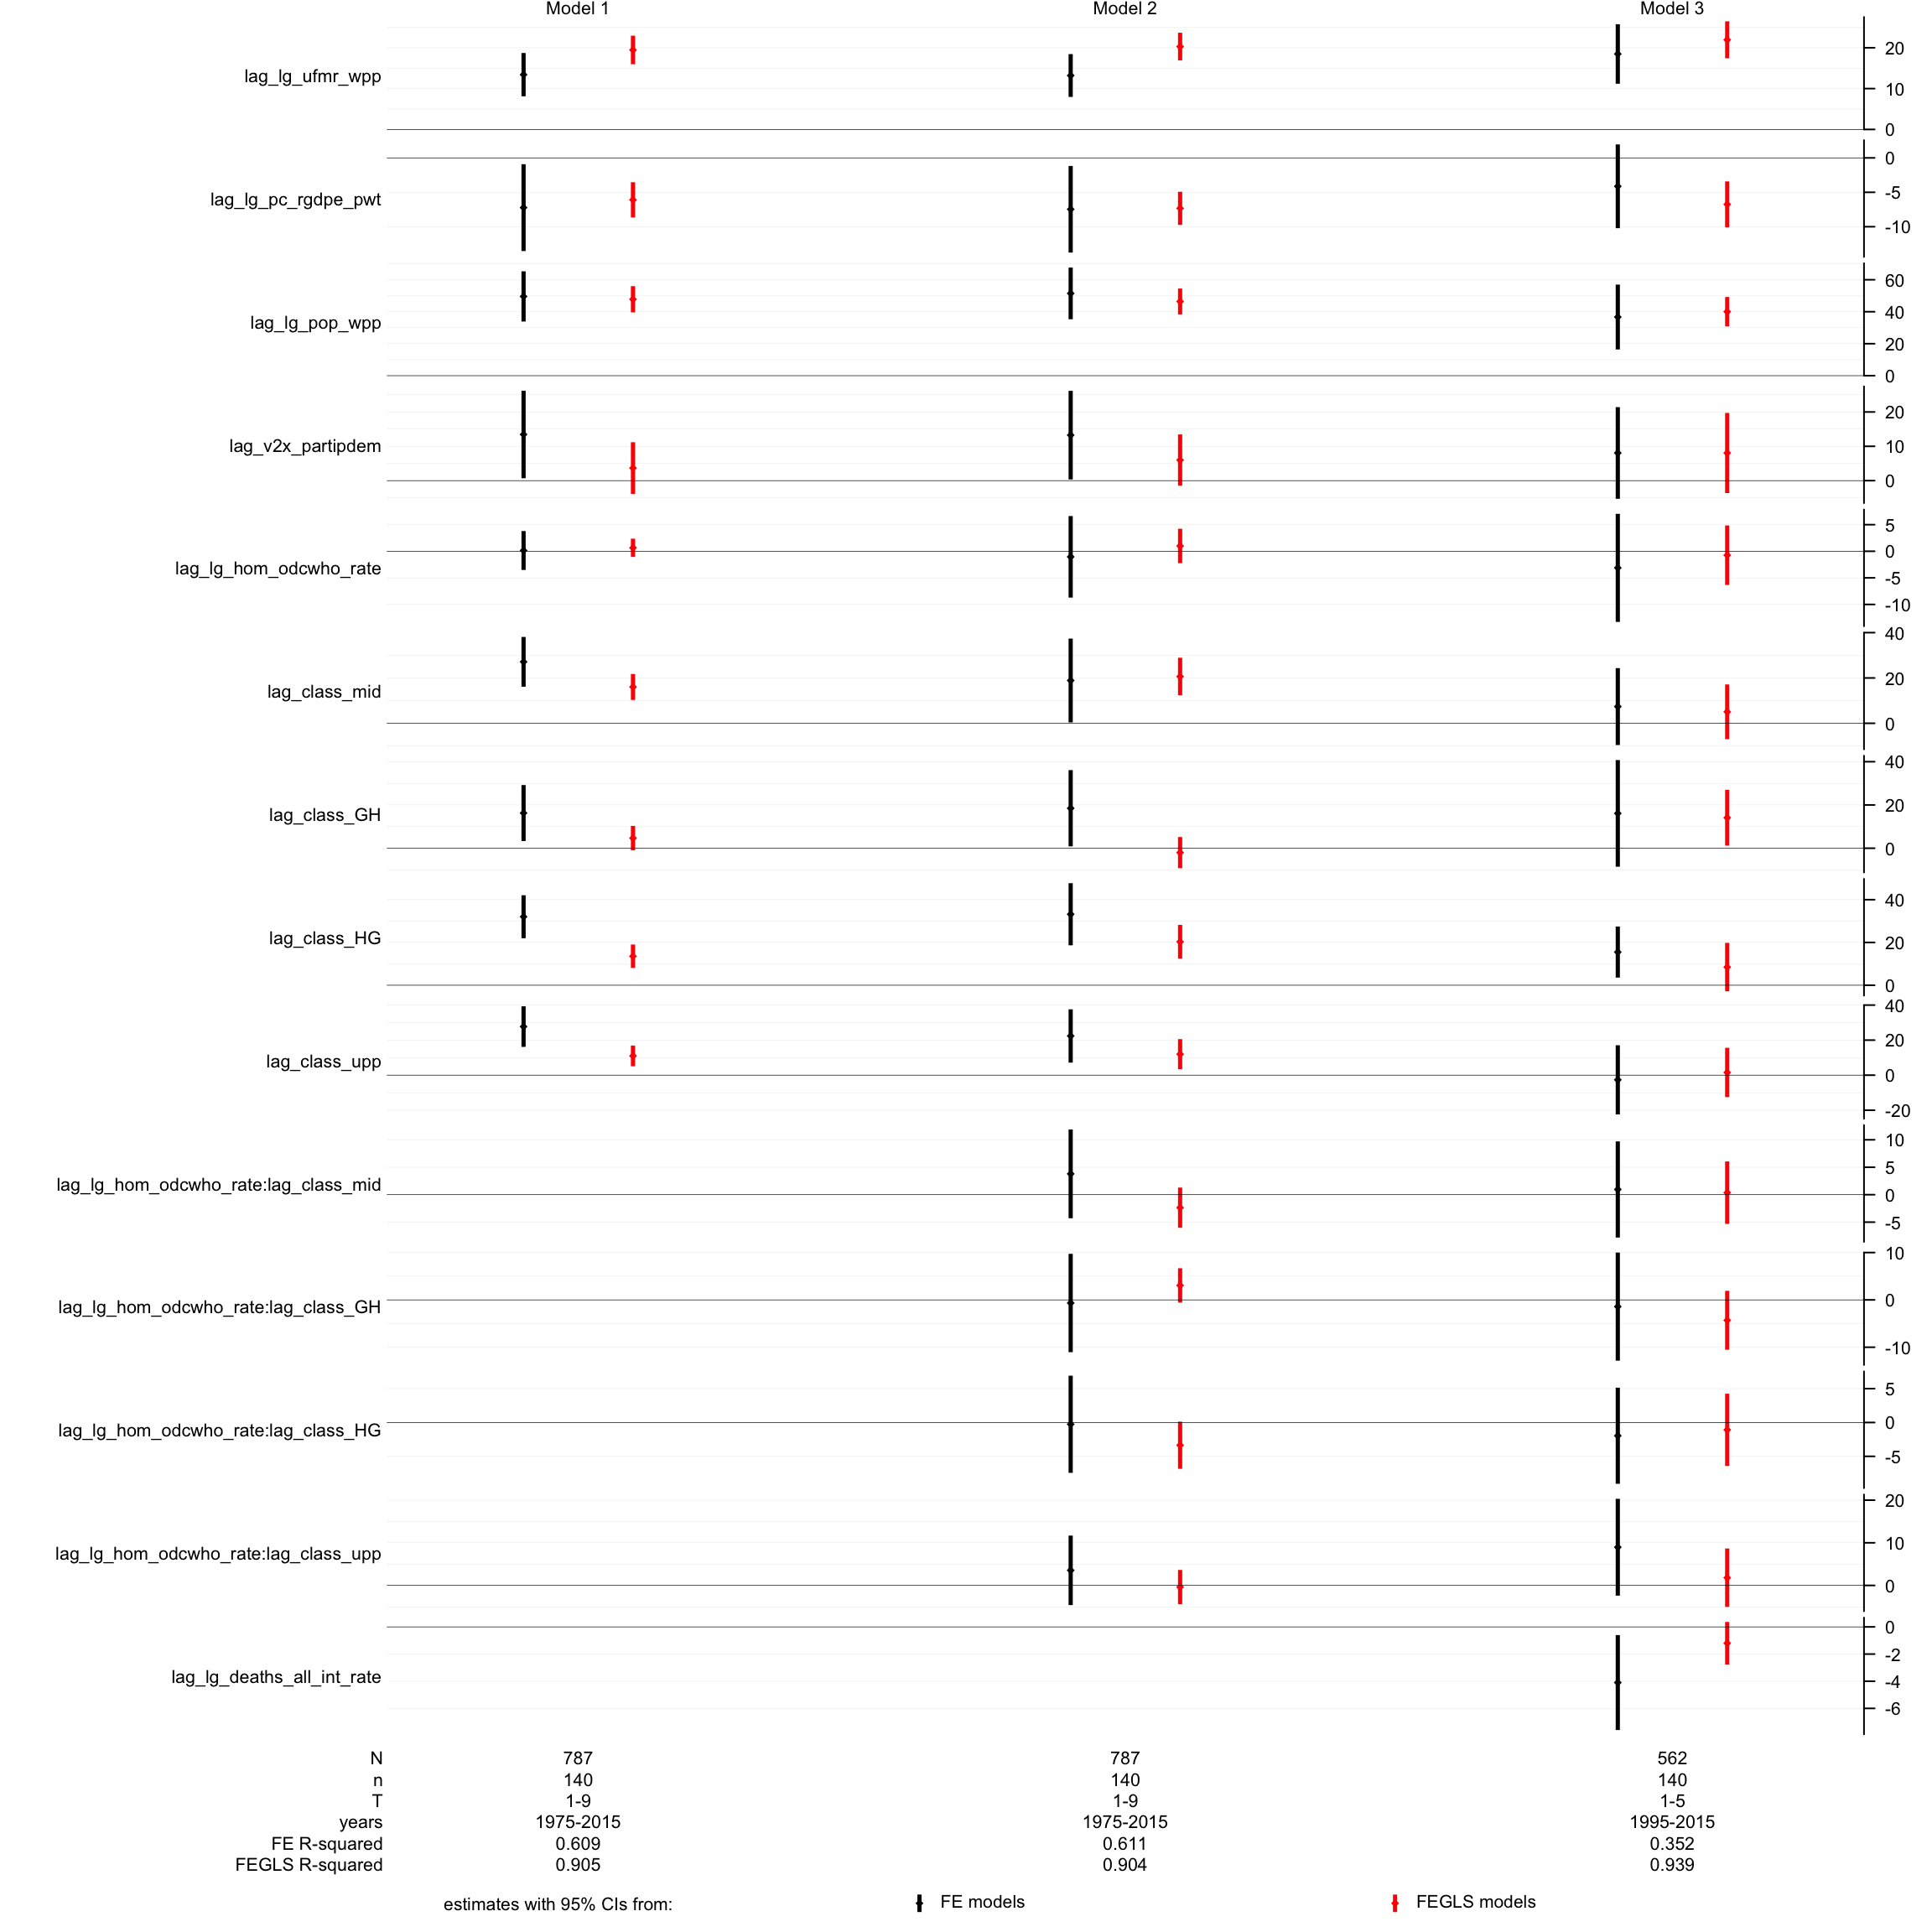 Model 1 Model 2 Model 3
lag_lg_ufmr_wpp
20
10
0
lag_lg_pc_rgdpe_pwt
0
-5
-10
lag_lg_pop_wpp
60
40
20
0
lag_v2x_partipdem
20
10
0
lag_lg_hom_odcwho_rate
5
0
-5
-10
lag_class_mid
40
20
0
lag_class_GH
40
20
0
lag_class_HG
40
20
0
lag_class_upp
40
20
0
-20
lag_lg_hom_odcwho_rate:lag_class_mid
10
5
0
-5
lag_lg_hom_odcwho_rate:lag_class_GH
10
0
-10
lag_lg_hom_odcwho_rate:lag_class_HG
5
0
-5
lag_lg_hom_odcwho_rate:lag_class_upp
20
10
0
lag_lg_deaths_all_int_rate
0
-2
-4
-6
N 787 787 562
n 140 140 140
T 1-9 1-9 1-5
years 1975-2015 1975-2015 1995-2015
FE R-squared 0.609 0.611 0.352
FEGLS R-squared 0.905 0.904 0.939
estimates with 95% CIs from: FE models FEGLS models